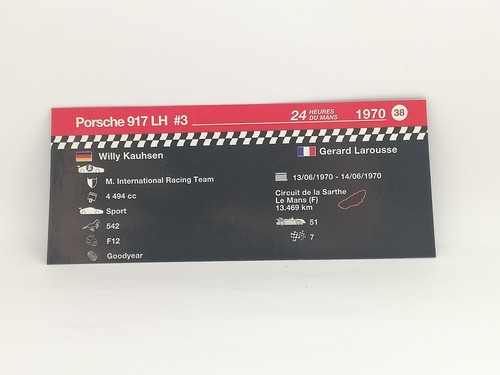 Porsche 917 LH #3
24 HEURES
DU MANS
1970
38
Willy Kauhsen
Gerard Larousse
M. International Racing Team
4 494 cc
Sport
542
F12
Goodyear
13/06/1970 - 14/06/1970
Circuit de la Sarthe
Le Mans (F)
13.469 km
51
7